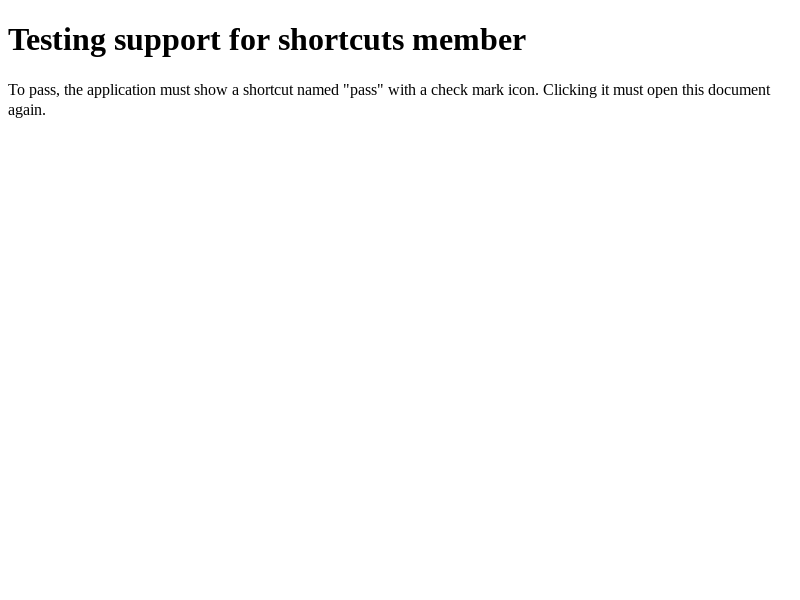 Testing support for shortcuts member
To pass, the application must show a shortcut named "pass" with a check mark icon. Clicking it must open this document
again.